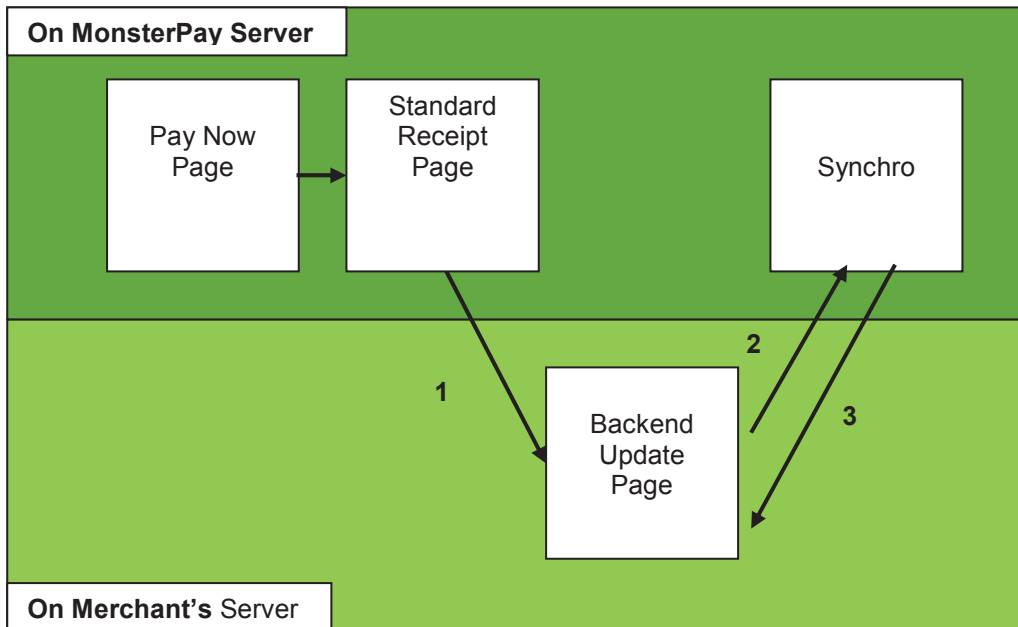 On MonsterPay Server
Pay Now
Page
Standard
Receipt
Page
Synchro
1
2
3
Backend
Update
Page
On Merchant’s Server